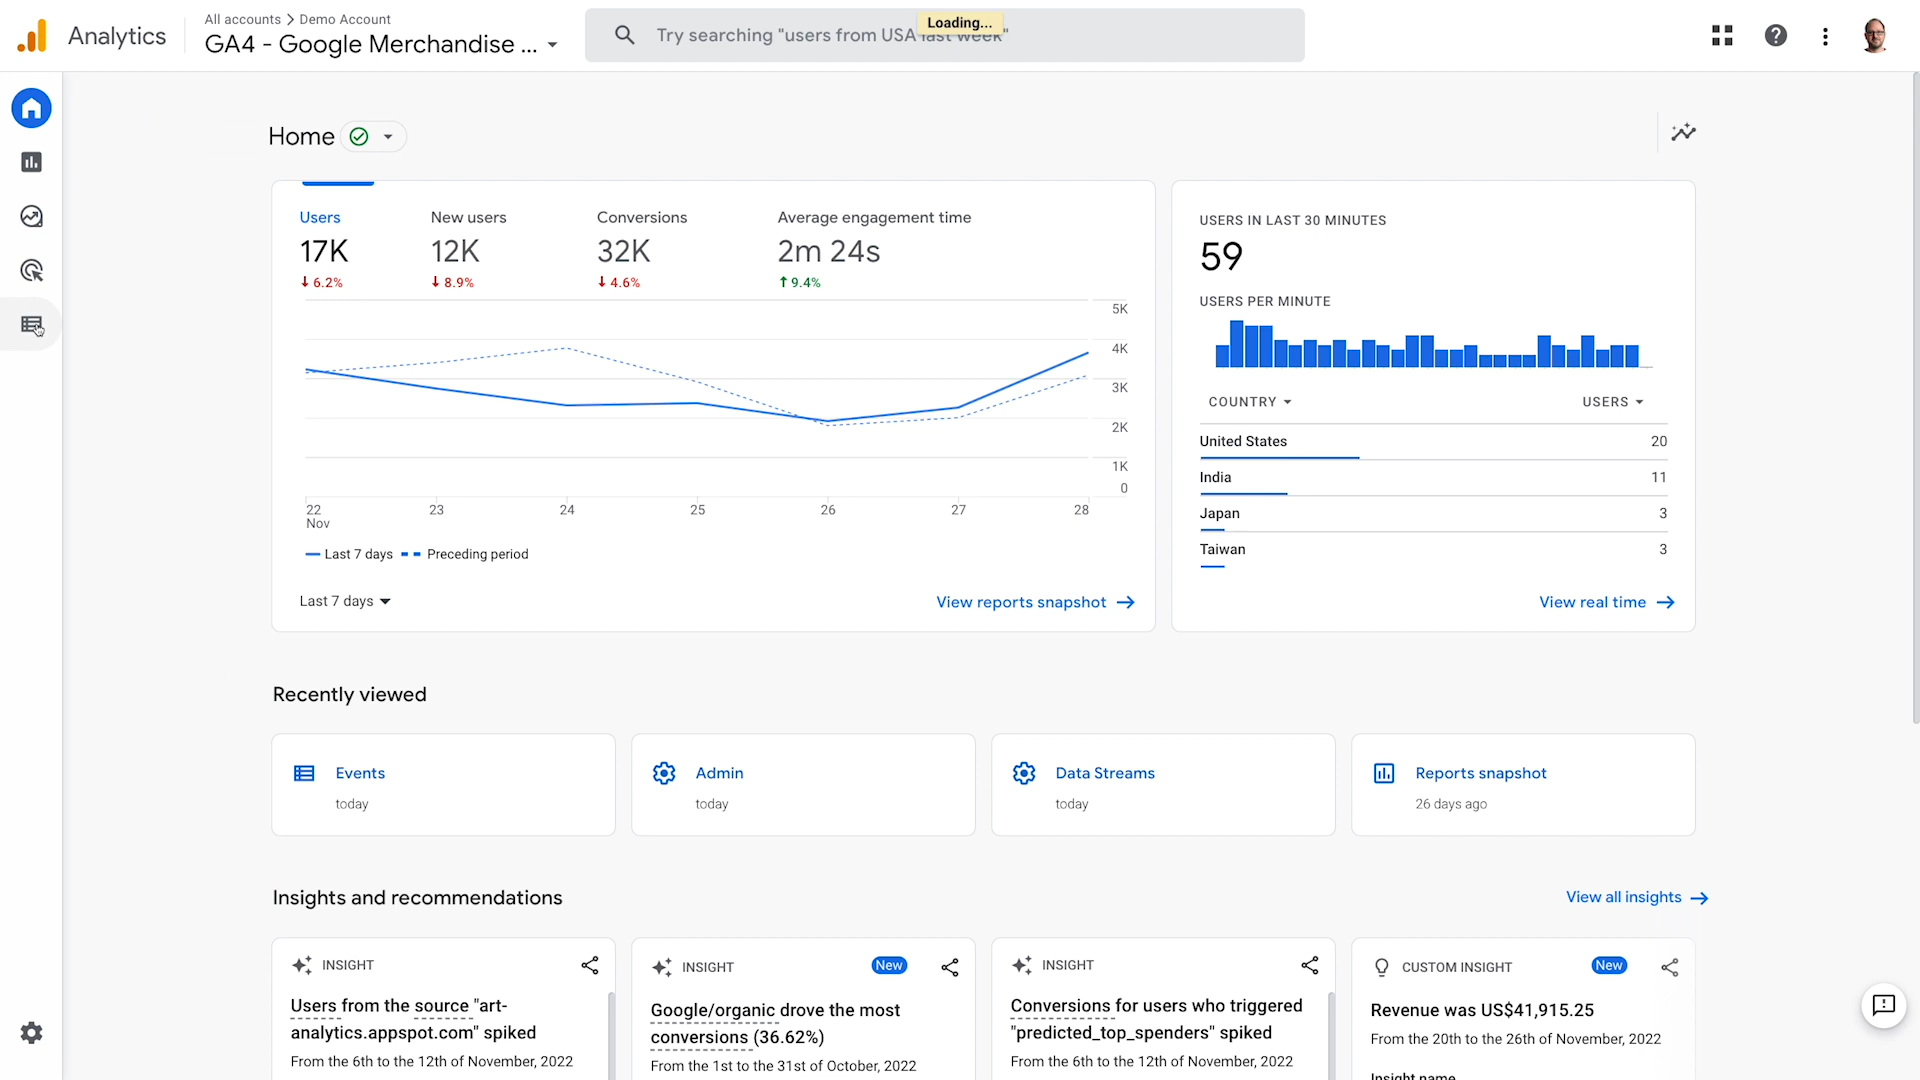 Analytics
All accounts > Demo Account
GA4 - Google Merchandise ...
Try searching "users from USA last week"
Loading...
Home
Users
17K
6.2%
New users
12K
8.9%
Conversions
32K
4.6%
Average engagement time
2m 24s
9.4%
5K
4K
3K
2K
1K
0
22
Nov
23
24
25
26
27
28
Last 7 days
Preceding period
Last 7 days
View reports snapshot
USERS IN LAST 30 MINUTES
59
USERS PER MINUTE
COUNTRY
USERS
United States 20
India 11
Japan 3
Taiwan 3
View real time
Recently viewed
Events
today
Admin
today
Data Streams
today
Reports snapshot
26 days ago
Insights and recommendations
View all insights
INSIGHT
Users from the source "art-
analytics.appspot.com" spiked
From the 6th to the 12th of November, 2022
INSIGHT
New
Google/organic drove the most
conversions (36.62%)
From the 1st to the 31st of October, 2022
INSIGHT
Conversions for users who triggered
"predicted_top_spenders" spiked
From the 6th to the 12th of November, 2022
CUSTOM INSIGHT
New
Revenue was US$41,915.25
From the 20th to the 26th of November, 2022
Insight name